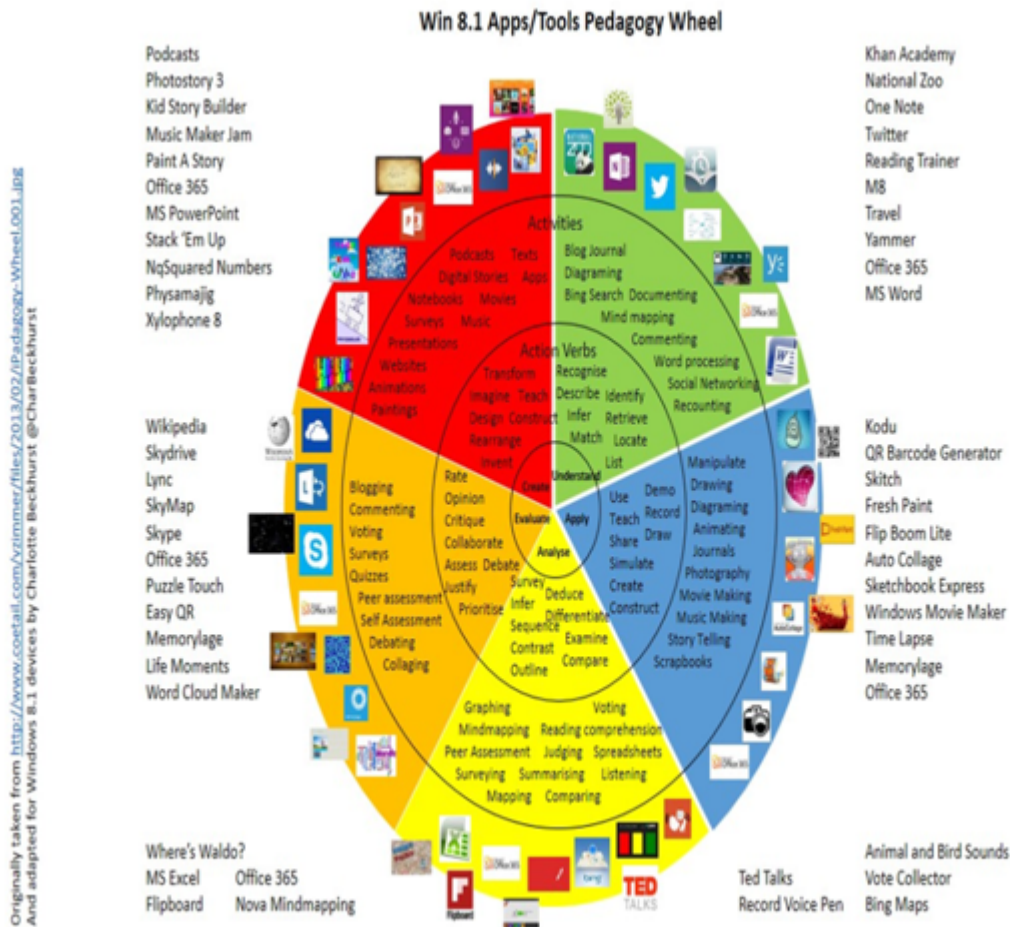 Win 8.1 Apps/Tools Pedagogy Wheel
Podcasts
Photostory 3
Kid Story Builder
Music Maker Jam
Paint A Story
Office 365
MS PowerPoint
Stack ‘Em Up
NqSquared Numbers
Physamajig
Xylophone 8
Khan Academy
National Zoo
One Note
Twitter
Reading Trainer
M8
Travel
Yammer
Office 365
MS Word
Activities
Podcasts Texts
Digital Stories Apps
Notebooks Movies
Surveys Music
Presentations
Websites
Animations
Paintings
Blog Journal
Diagraming
Bing Search Documenting
Mind mapping
Commenting
Word processing
Social Networking
Recounting
Action Verbs
Transform
Imagine Teach
Design Construct
Rearrange
Invent
Create
Recognise
Describe Identify
Infer Retrieve
Match Locate
List
Understand
Wikipedia
Skydrive
Lync
SkyMap
Skype
Office 365
Puzzle Touch
Easy QR
Memorylage
Life Moments
Word Cloud Maker
Blogging
Commenting
Voting
Surveys
Quizzes
Peer assessment
Self Assessment
Debating
Collaging
Rate
Opinion
Critique
Collaborate
Assess Debate
Justify
Prioritise
Evaluate
Apply
Analyse
Use Demo
Teach Record
Share Draw
Simulate
Create
Construct
Manipulate
Drawing
Diagraming
Animating
Journals
Photography
Movie Making
Music Making
Story Telling
Scrapbooks
Kodu
QR Barcode Generator
Skitch
Fresh Paint
Flip Boom Lite
Auto Collage
Sketchbook Express
Windows Movie Maker
Time Lapse
Memorylage
Office 365
Survey Deduce
Infer Differentiate
Sequence Examine
Contrast Compare
Outline
Graphing Voting
Mindmapping Reading comprehension
Peer Assessment Judging Spreadsheets
Surveying Summarising Listening
Mapping Comparing
Where's Waldo?
MS Excel Office 365
Flipboard Nova Mindmapping
Flipboard
TED
TALKS
Ted Talks
Record Voice Pen
Animal and Bird Sounds
Vote Collector
Bing Maps
Office 365
Office 365
Office 365
Office 365
Office 365
Originally taken from http://www.coetail.com/vzimmer/files/2013/02/iPadagogy-Wheel.001.jpg
And adapted for Windows 8.1 devices by Charlotte Beckhurst @CharBeckhurst